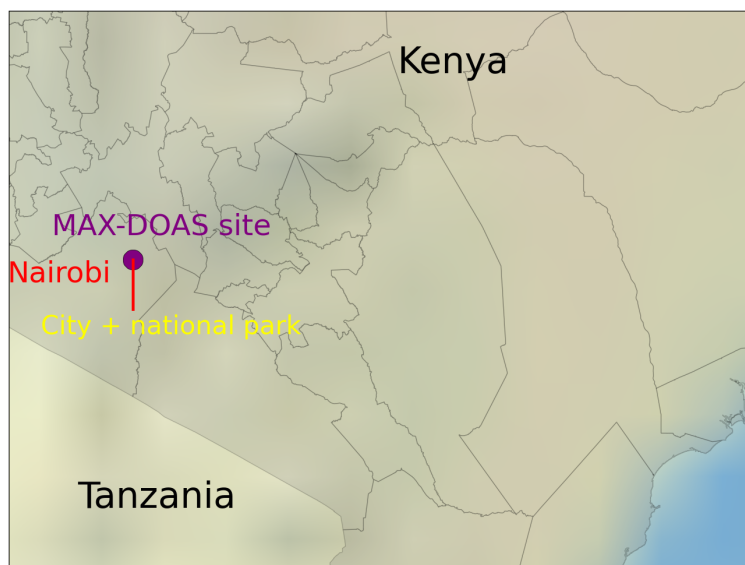 Kenya
MAX-DOAS site
Nairobi
City + national park
Tanzania